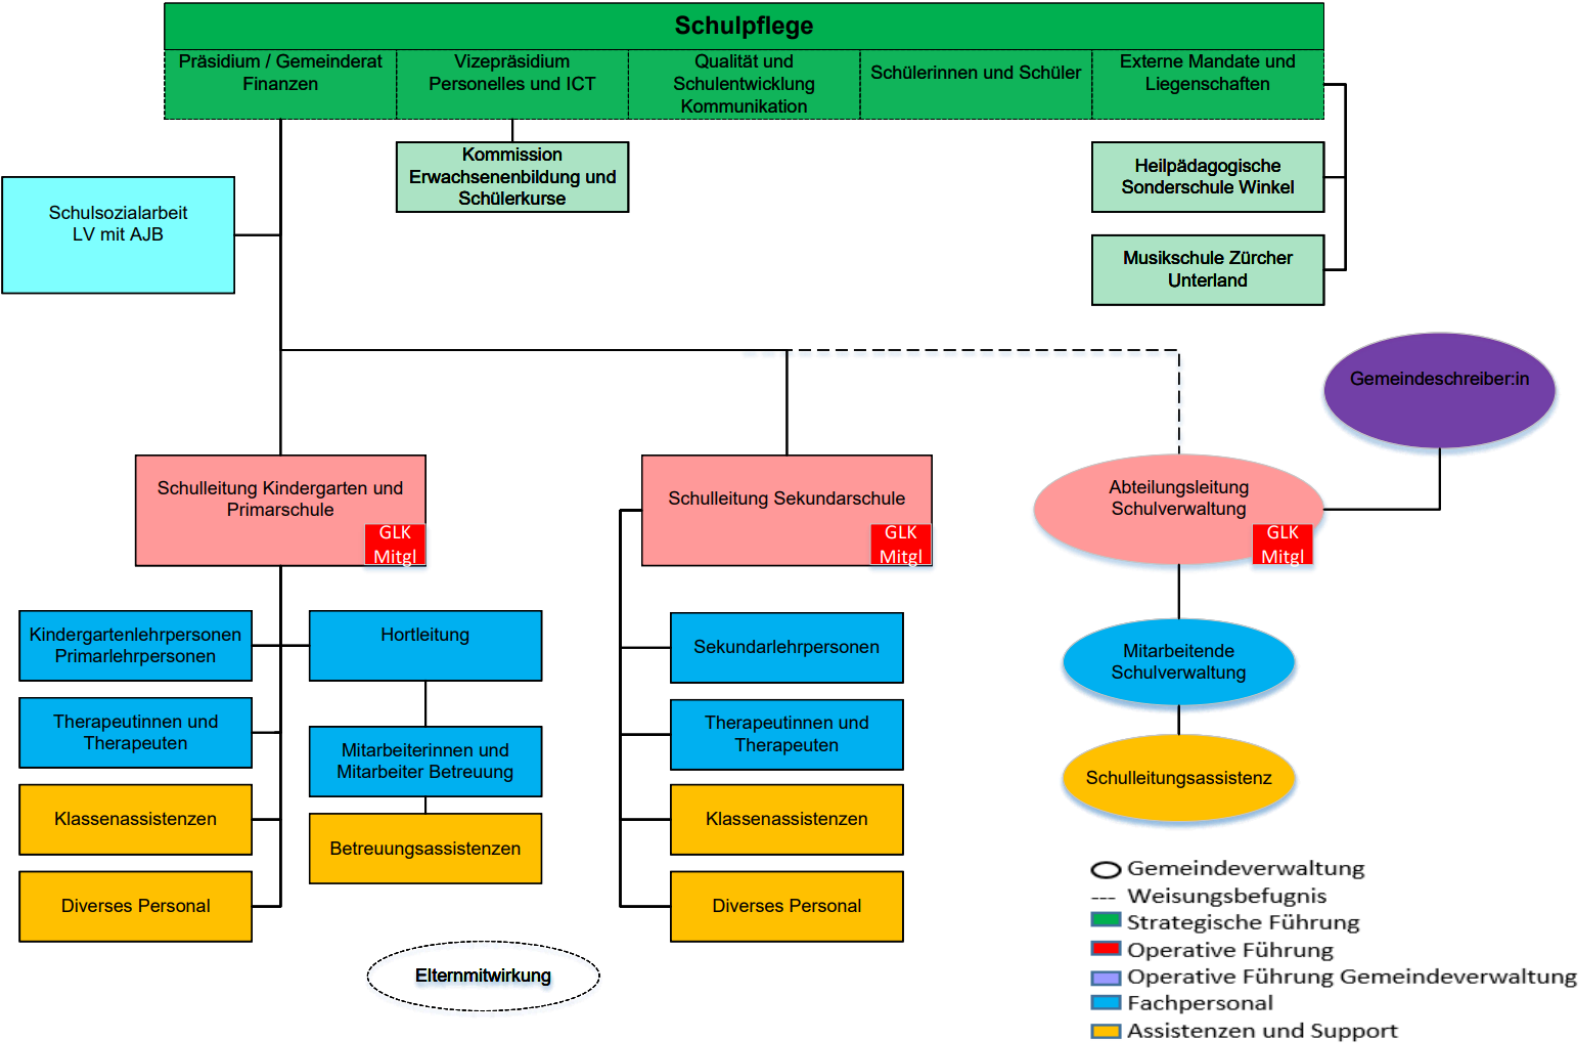 Schulpflege
Präsidium / Gemeinderat
Finanzen
Vizepräsidium
Personelles und ICT
Qualität und
Schulentwicklung
Kommunikation
Schülerinnen und Schüler
Externe Mandate und
Liegenschaften
Kommission
Erwachsenenbildung und
Schülerkurse
Heilpädagogische
Sonderschule Winkel
Schulsozialarbeit
LV mit AJB
Musikschule Zürcher
Unterland
Gemeindeschreiber:in
Schulleitung Kindergarten und
Primarschule
GLK
Mitgl
Schulleitung Sekundarschule
GLK
Mitgl
Abteilungsleitung
Schulverwaltung
GLK
Mitgl
Kindergartenlehrpersonen
Primarlehrpersonen
Hortleitung
Sekundarlehrpersonen
Mitarbeitende
Schulverwaltung
Therapeutinnen und
Therapeuten
Mitarbeiterinnen und
Mitarbeiter Betreuung
Therapeutinnen und
Therapeuten
Schulleitungsassistenz
Klassenassistenzen
Betreuungsassistenzen
Klassenassistenzen
Diverses Personal
Diverses Personal
Elternmitwirkung
Gemeindeverwaltung
--- Weisungsbefugnis
Strategische Führung
Operative Führung
Operative Führung Gemeindeverwaltung
Fachpersonal
Assistenzen und Support